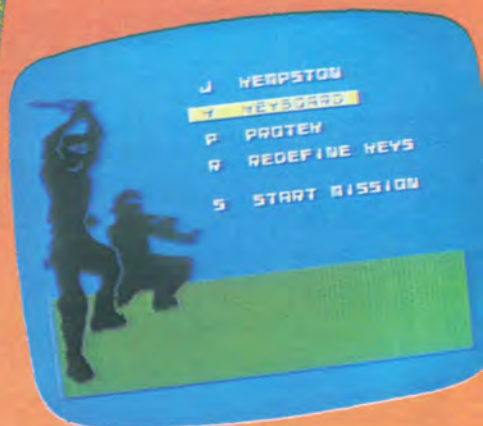 J KEMPSTON
K KEYBOARD
P PROTEK
R REDEFINE KEYS
S START MISSION